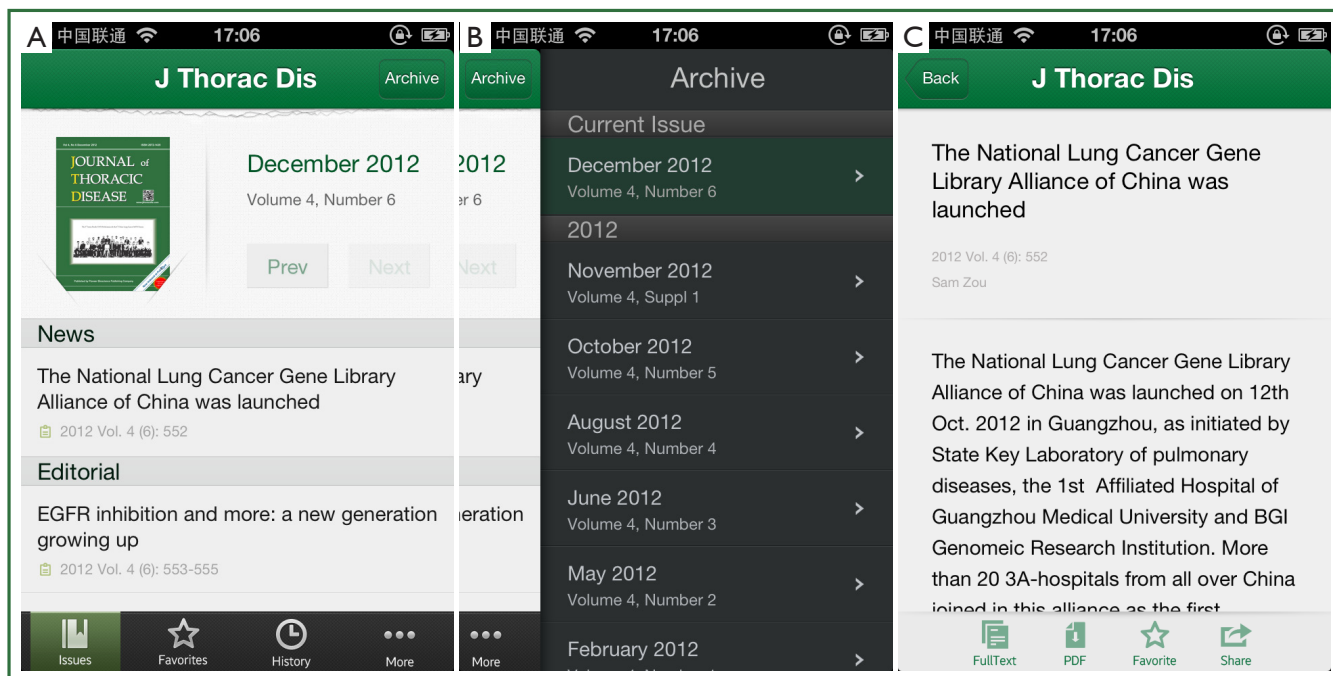 A
中国联通
17:06
J Thorac Dis
Archive
JOURNAL of
THORACIC
DISEASE
December 2012
Volume 4, Number 6
Prev
Next
News
The National Lung Cancer Gene Library
Alliance of China was launched
2012 Vol. 4 (6): 552
Editorial
EGFR inhibition and more: a new generation
growing up
2012 Vol. 4 (6): 553-555
Issues
Favorites
History
More
B
中国联通
17:06
Archive
2012
er 6
Next
ary
neration
More
Archive
Current Issue
December 2012
Volume 4, Number 6
2012
November 2012
Volume 4, Suppl 1
October 2012
Volume 4, Number 5
August 2012
Volume 4, Number 4
June 2012
Volume 4, Number 3
May 2012
Volume 4, Number 2
February 2012
C
中国联通
17:06
Back
J Thorac Dis
The National Lung Cancer Gene
Library Alliance of China was
launched
2012 Vol. 4 (6): 552
Sam Zou
The National Lung Cancer Gene Library
Alliance of China was launched on 12th
Oct. 2012 in Guangzhou, as initiated by
State Key Laboratory of pulmonary
diseases, the 1st Affiliated Hospital of
Guangzhou Medical University and BGI
Genomeic Research Institution. More
than 20 3A-hospitals from all over China
joined in this alliance as the first
FullText
PDF
Favorite
Share